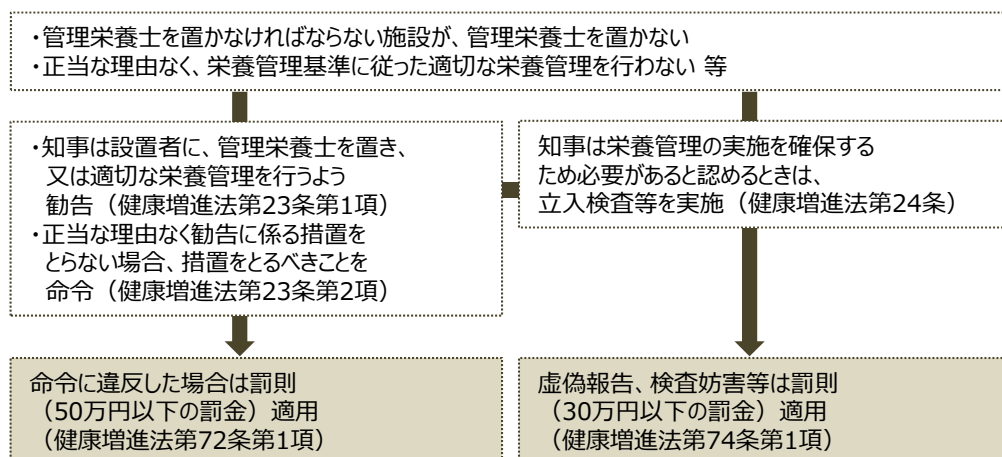 ・管理栄養士を置かなければならない施設が、管理栄養士を置かない
・正当な理由なく、栄養管理基準に従った適切な栄養管理を行わない 等
・知事は設置者に、管理栄養士を置き、
又は適切な栄養管理を行うよう
勧告（健康増進法第23条第1項）
・正当な理由なく勧告に係る措置を
とらない場合、措置をとるべきことを
命令（健康増進法第23条第2項）
知事は栄養管理の実施を確保する
ため必要があると認めるときは、
立入検査等を実施（健康増進法第24条）
命令に違反した場合は罰則
（50万円以下の罰金）適用
（健康増進法第72条第1項）
虚偽報告、検査妨害等は罰則
（30万円以下の罰金）適用
（健康増進法第74条第1項）